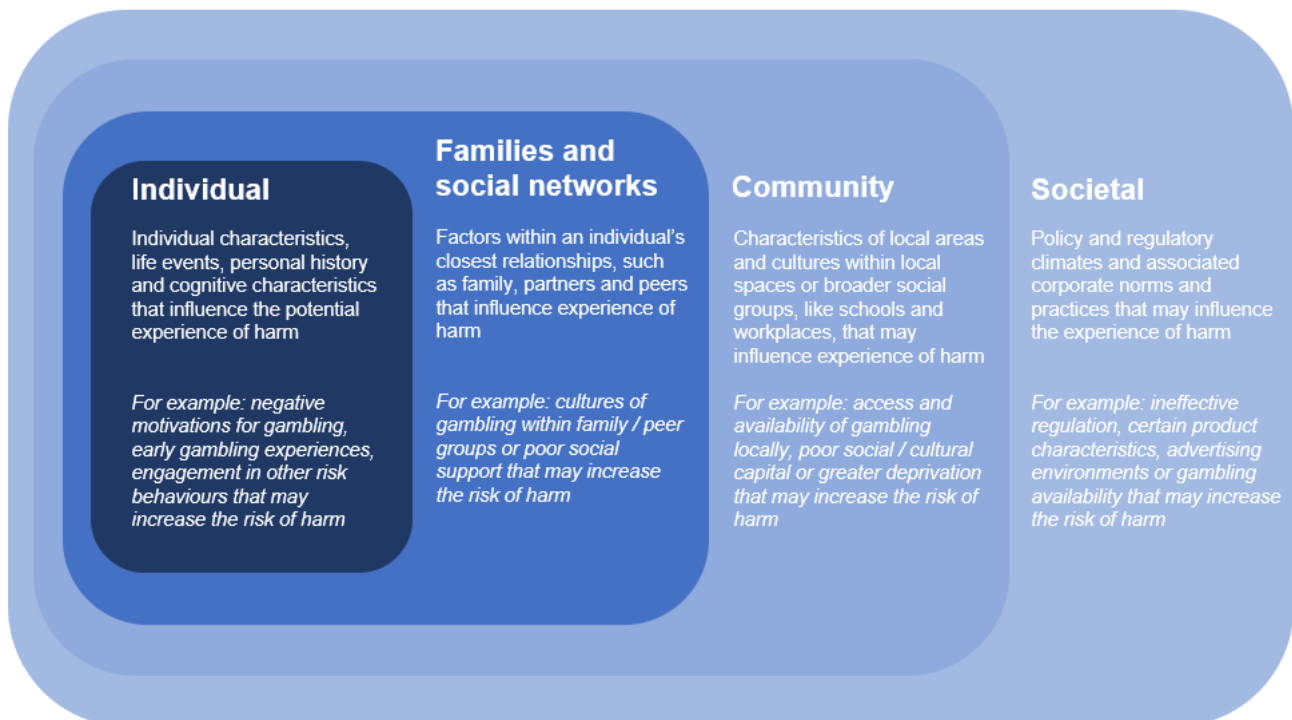 Individual
Individual characteristics,
life events, personal history
and cognitive characteristics
that influence the potential
experience of harm
For example: negative
motivations for gambling,
early gambling experiences,
engagement in other risk
behaviours that may
increase the risk of harm
Families and
social networks
Factors within an individual's
closest relationships, such
as family, partners and peers
that influence experience of
harm
For example: cultures of
gambling within family / peer
groups or poor social
support that may increase
the risk of harm
Community
Characteristics of local areas
and cultures within local
spaces or broader social
groups, like schools and
workplaces, that may
influence experience of harm
For example: access and
availability of gambling
locally, poor social / cultural
capital or greater deprivation
that may increase the risk of
harm
Societal
Policy and regulatory
climates and associated
corporate norms and
practices that may influence
the experience of harm
For example: ineffective
regulation, certain product
characteristics, advertising
environments or gambling
availability that may increase
the risk of harm